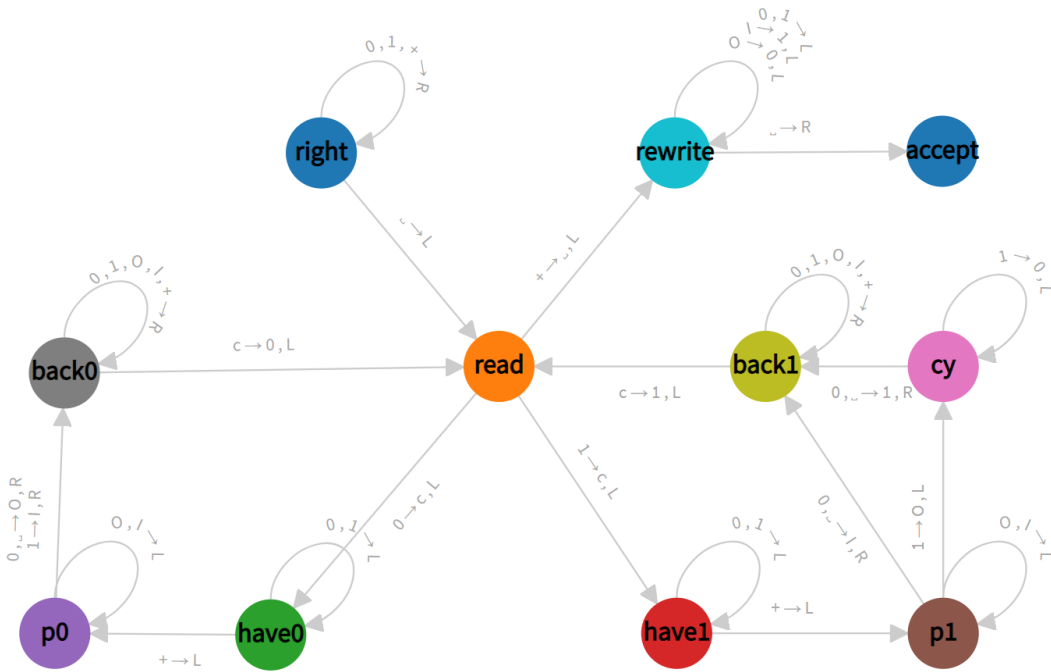 0,1,+→R
0,1→L
I→1,L
O→0,L
right
rewrite
␣→R
accept
␣→L
+→␣,L
0,1,O,I,+→R
0,1,O,I,+→R
1→0,L
back0
c→0,L
read
back1
cy
c→1,L
0,␣→1,R
1→c,L
0→c,L
0,␣→O,R
1→I,R
0,␣→I,R
1→O,L
O,I→L
0,1→L
0,1→L
O,I→L
p0
have0
have1
p1
+→L
+→L